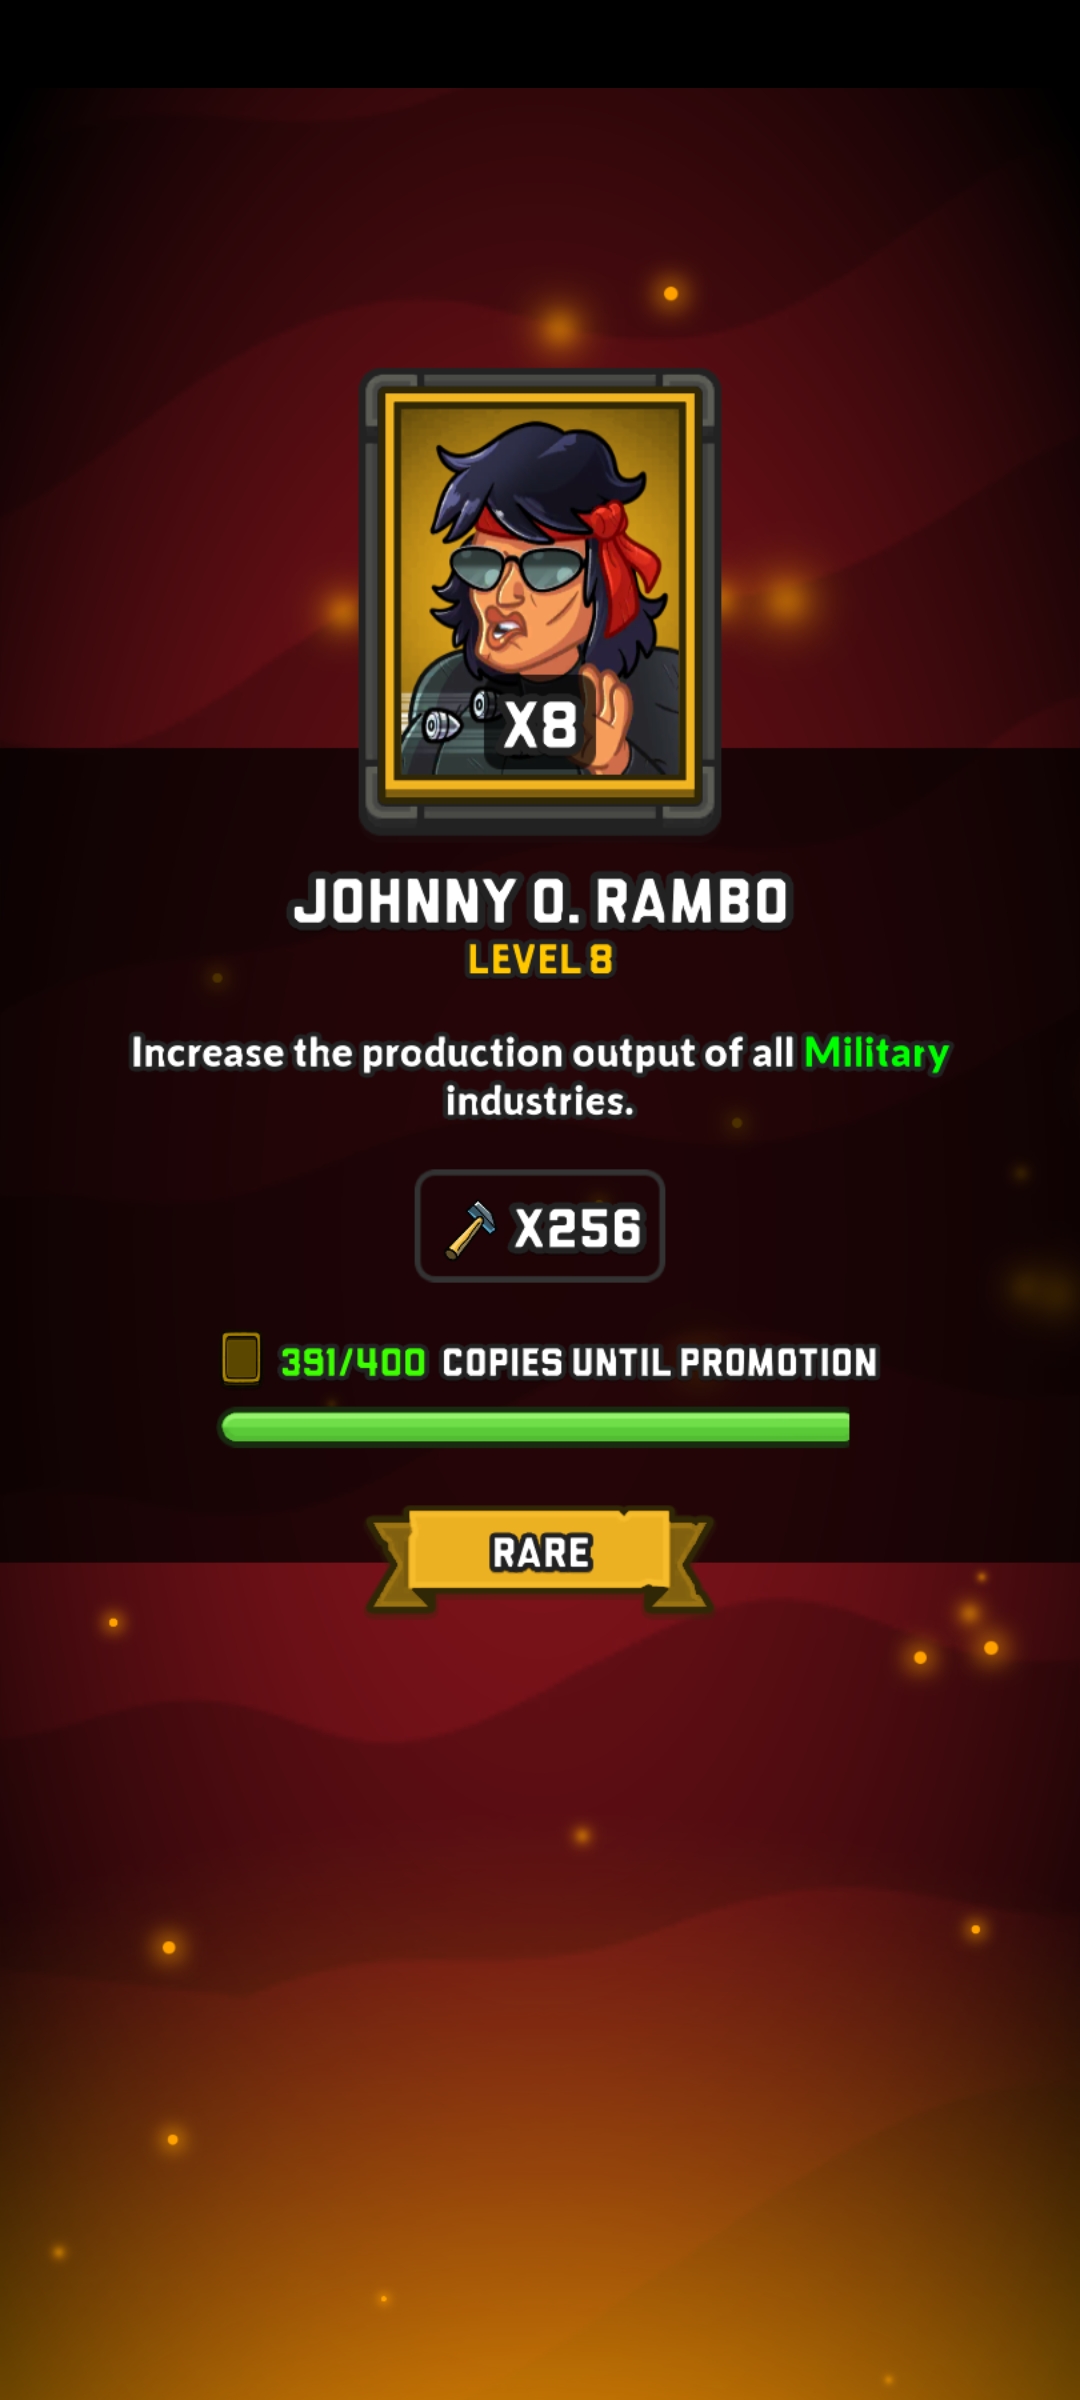 X8
JOHNNY O. RAMBO
LEVEL 8
Increase the production output of all Military
industries.
X256
391/400 COPIES UNTIL PROMOTION
RARE